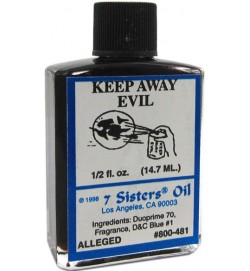 KEEP AWAY
EVIL
1/2 fl. oz. (14.7 ML.)
© 1998 7 Sisters® Oil
Los Angeles, CA 90003
Ingredients: Duoprime 70,
Fragrance, D&C Blue #1
ALLEGED #800-481